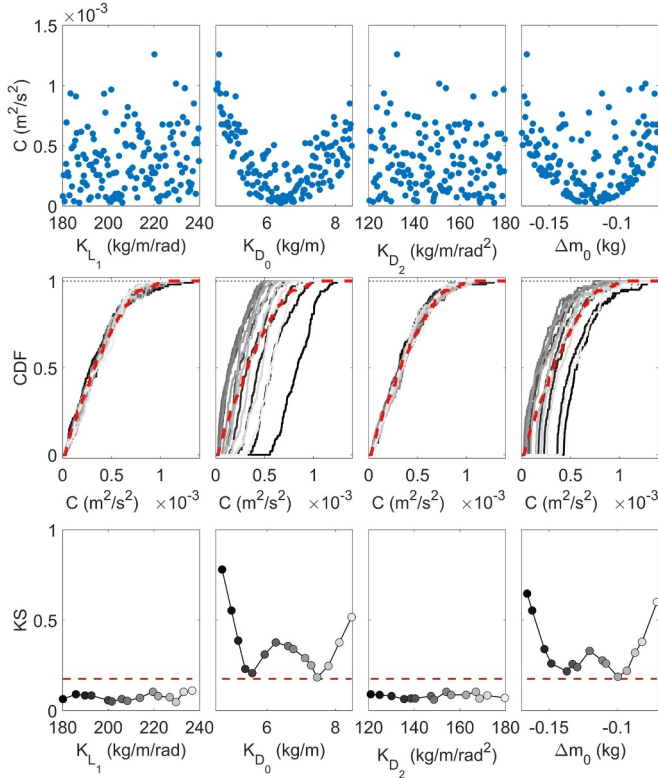 ×10⁻³
1.5
1
0.5
0
C (m²/s²)
180 200 220 240
6 8
120 140 160 180
-0.15 -0.1
K_L₁ (kg/m/rad)
K_D₀ (kg/m)
K_D₂ (kg/m/rad²)
Δm₀ (kg)
1
0.5
0
CDF
0 0.5 1
0 0.5 1
0 0.5 1
0 0.5 1
C (m²/s²) ×10⁻³
C (m²/s²) ×10⁻³
C (m²/s²) ×10⁻³
C (m²/s²) ×10⁻³
1
0.5
0
KS
180 200 220 240
6 8
120 140 160 180
-0.15 -0.1
K_L₁ (kg/m/rad)
K_D₀ (kg/m)
K_D₂ (kg/m/rad²)
Δm₀ (kg)